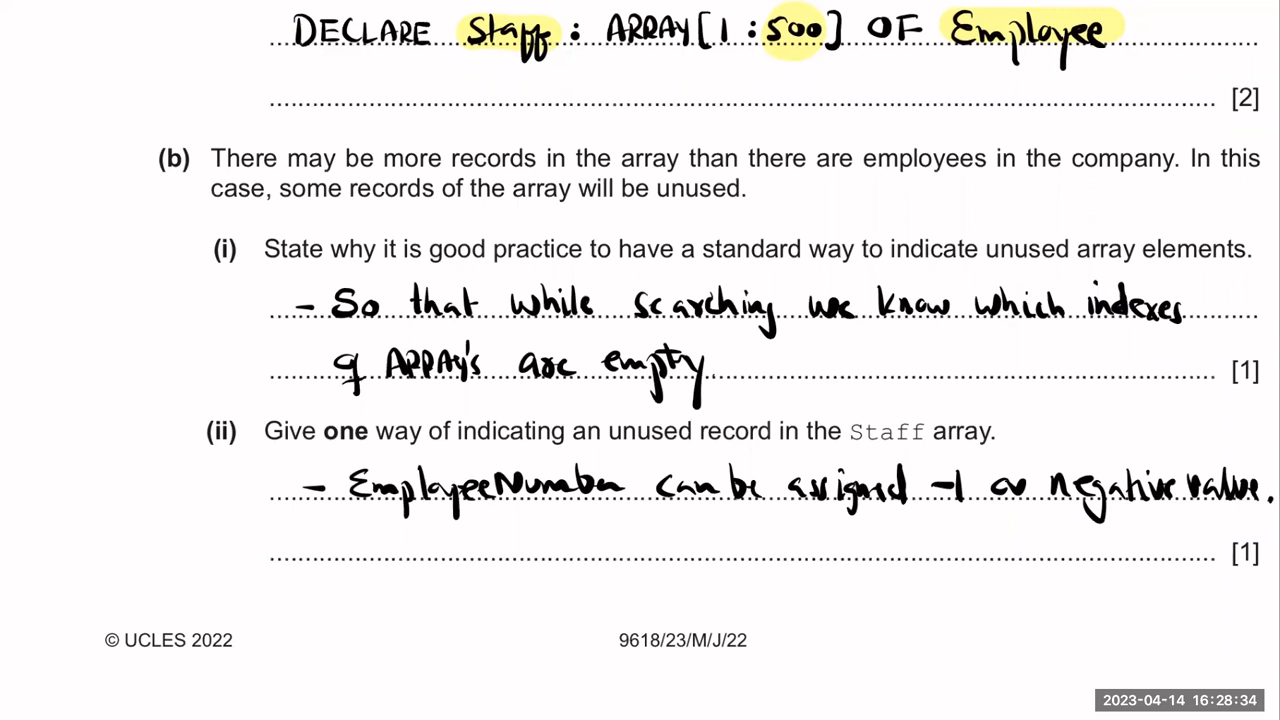 DECLARE Staff : ARRAY[1 : 500] OF Employee
[2]
(b) There may be more records in the array than there are employees in the company. In this
case, some records of the array will be unused.
(i) State why it is good practice to have a standard way to indicate unused array elements.
- So that while searching we know which indexes
of ARRAY's are empty.
[1]
(ii) Give one way of indicating an unused record in the Staff array.
- EmployeeNumber can be assigned -1 or negative value.
[1]
© UCLES 2022
9618/23/M/J/22
2023-04-14 16:28:34